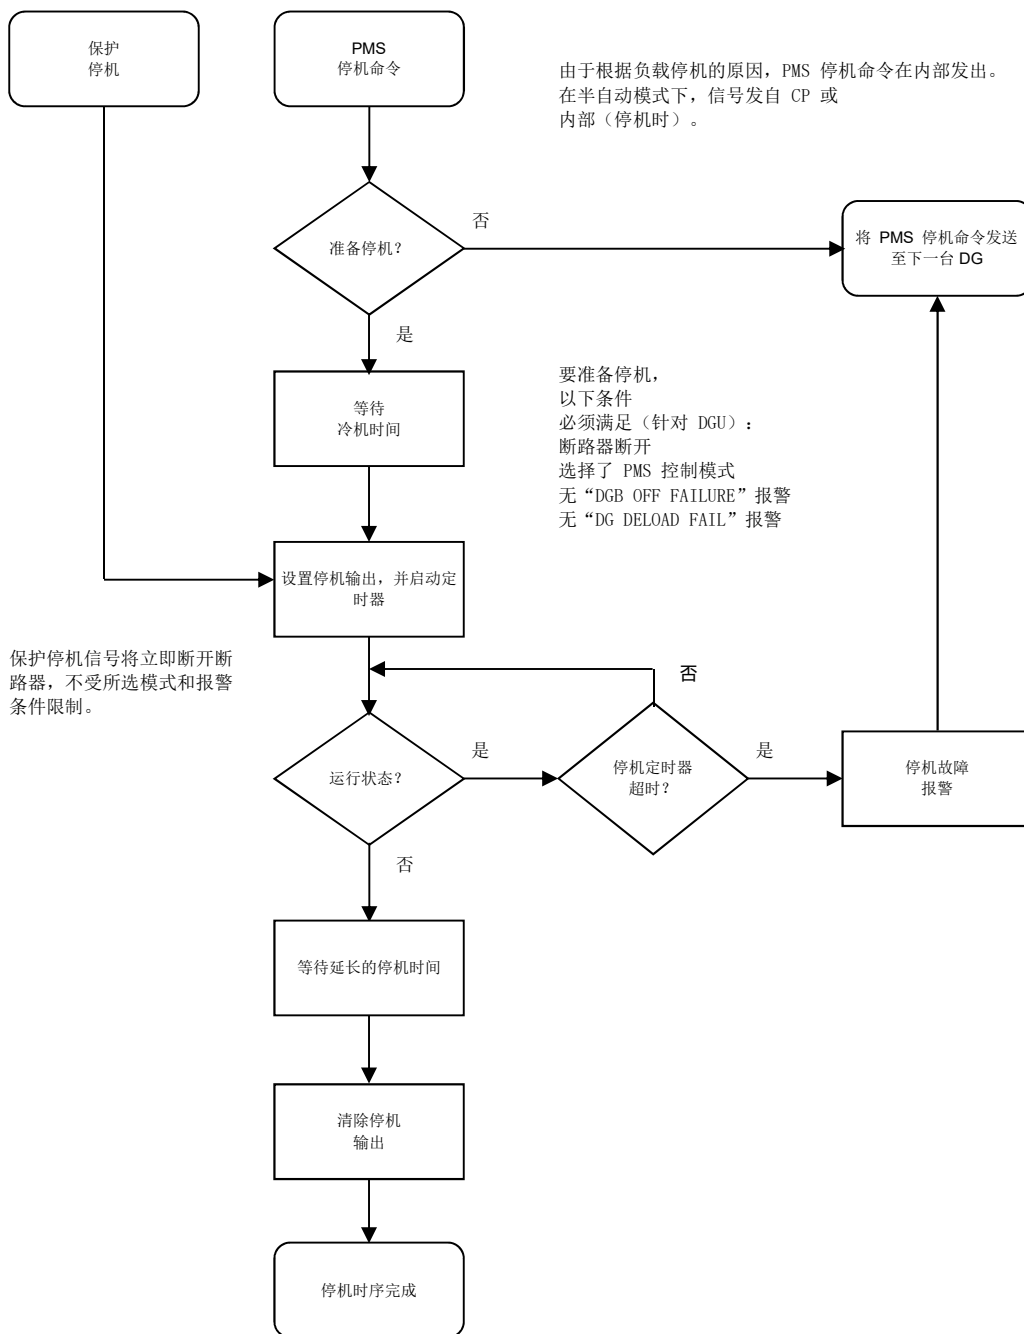 保护
停机
PMS
停机命令
由于根据负载停机的原因，PMS 停机命令在内部发出。
在半自动模式下，信号发自 CP 或
内部（停机时）。
准备停机？
否
将 PMS 停机命令发送
至下一台 DG
是
等待
冷机时间
要准备停机，
以下条件
必须满足（针对 DGU）：
断路器断开
选择了 PMS 控制模式
无“DGB OFF FAILURE”报警
无“DG DELOAD FAIL”报警
设置停机输出，并启动定
时器
保护停机信号将立即断开断
路器，不受所选模式和报警
条件限制。
否
运行状态？
是
停机定时器
超时？
是
停机故障
报警
否
等待延长的停机时间
清除停机
输出
停机时序完成